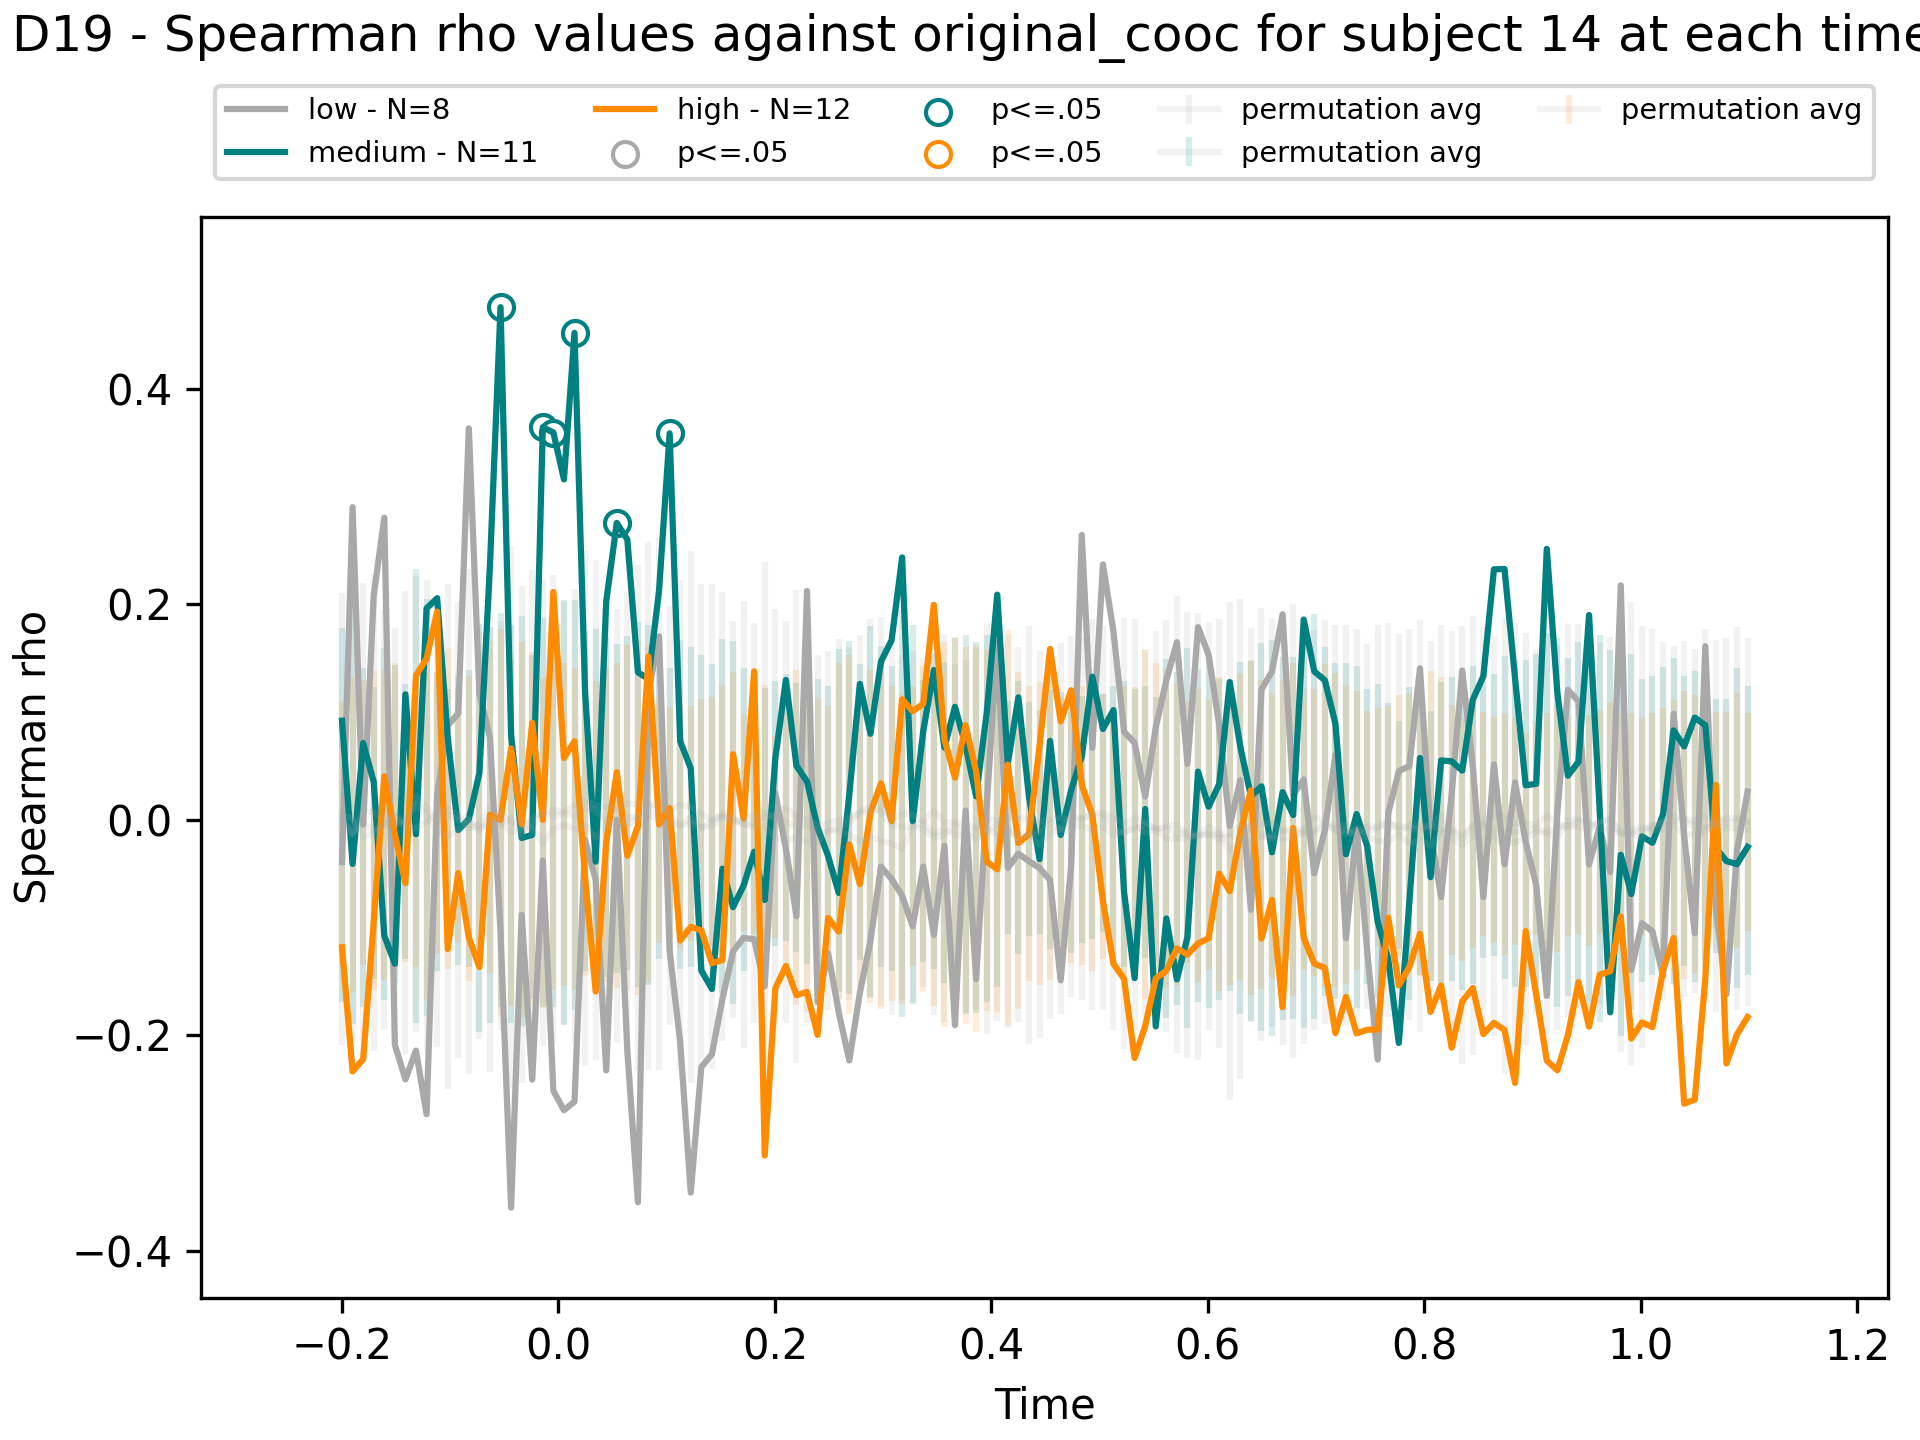 D19 - Spearman rho values against original_cooc for subject 14 at each time
low - N=8
medium - N=11
high - N=12
p<=.05
p<=.05
p<=.05
permutation avg
permutation avg
permutation avg
Spearman rho
0.4
0.2
0.0
−0.2
−0.4
−0.2 0.0 0.2 0.4 0.6 0.8 1.0 1.2
Time